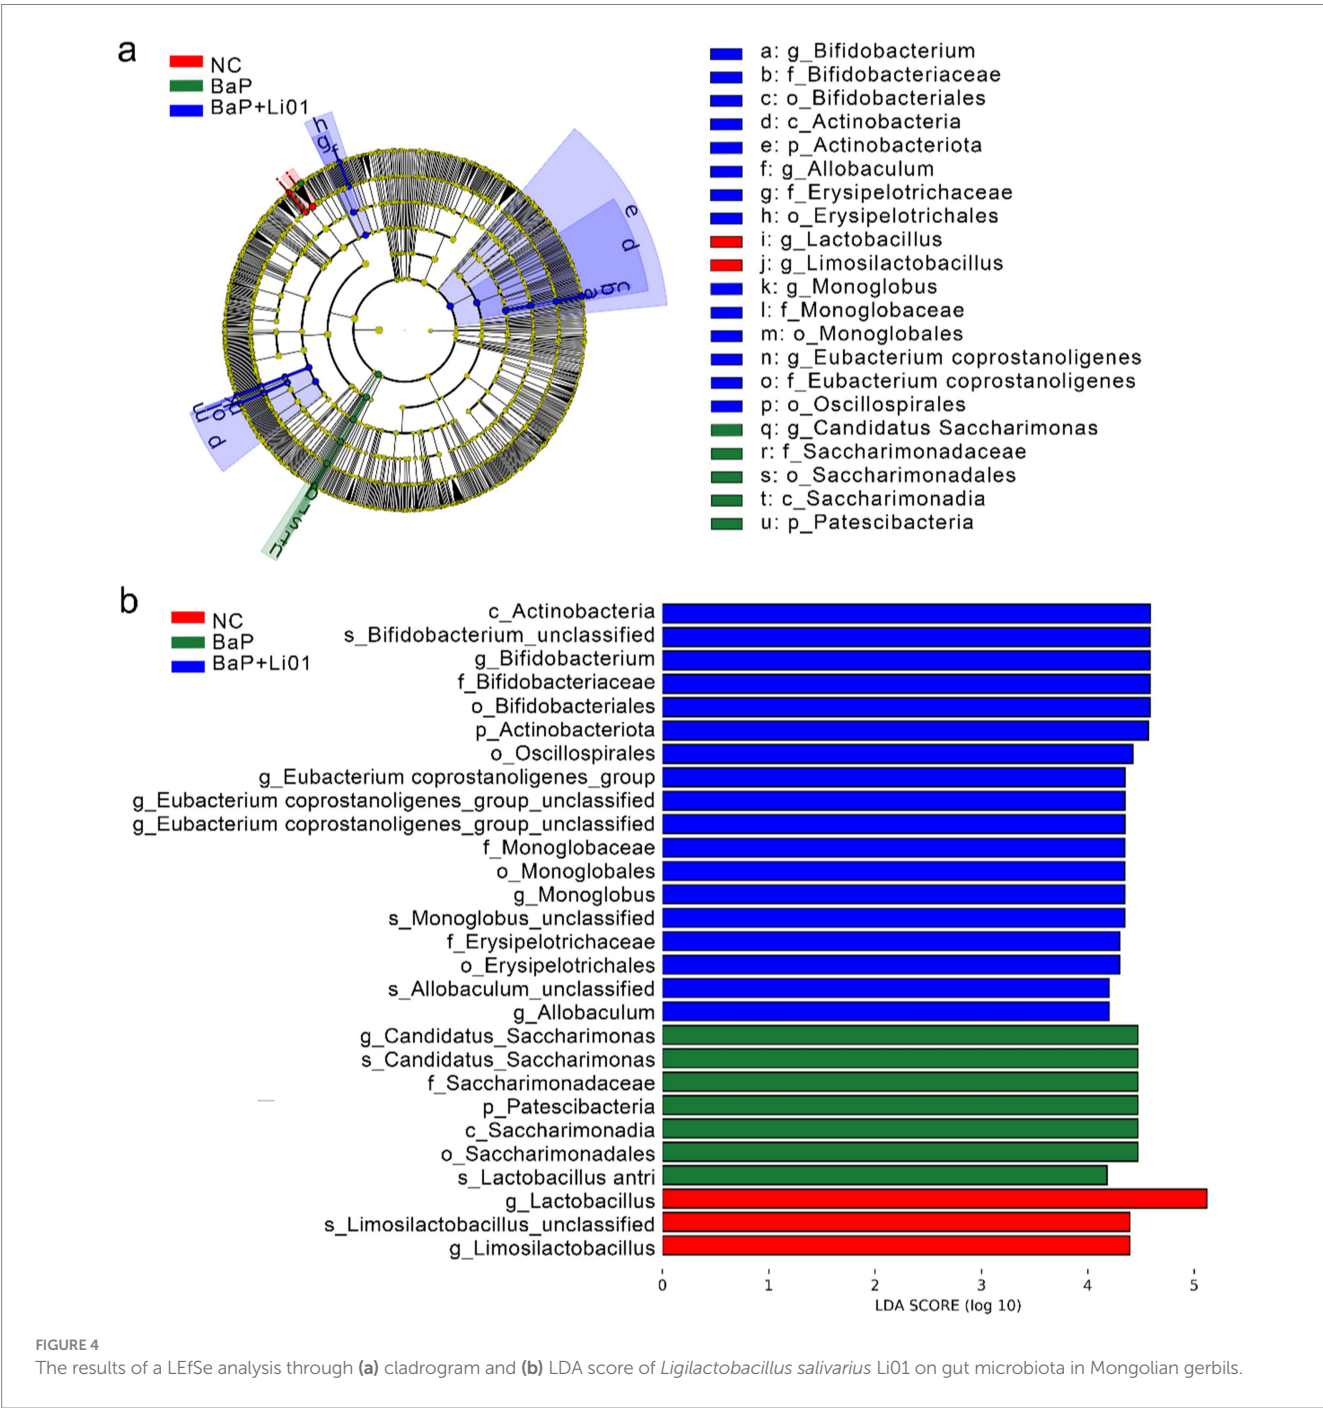 a
NC
BaP
BaP+Li01
h
g
f
e
d
c
b
a
i
p
a: g_Bifidobacterium
b: f_Bifidobacteriaceae
c: o_Bifidobacteriales
d: c_Actinobacteria
e: p_Actinobacteriota
f: g_Allobaculum
g: f_Erysipelotrichaceae
h: o_Erysipelotrichales
i: g_Lactobacillus
j: g_Limosilactobacillus
k: g_Monoglobus
l: f_Monoglobaceae
m: o_Monoglobales
n: g_Eubacterium coprostanoligenes
o: f_Eubacterium coprostanoligenes
p: o_Oscillospirales
q: g_Candidatus Saccharimonas
r: f_Saccharimonadaceae
s: o_Saccharimonadales
t: c_Saccharimonadia
u: p_Patescibacteria
b
NC
BaP
BaP+Li01
c_Actinobacteria
s_Bifidobacterium_unclassified
g_Bifidobacterium
f_Bifidobacteriaceae
o_Bifidobacteriales
p_Actinobacteriota
o_Oscillospirales
g_Eubacterium coprostanoligenes_group
g_Eubacterium coprostanoligenes_group_unclassified
g_Eubacterium coprostanoligenes_group_unclassified
f_Monoglobaceae
o_Monoglobales
g_Monoglobus
s_Monoglobus_unclassified
f_Erysipelotrichaceae
o_Erysipelotrichales
s_Allobaculum_unclassified
g_Allobaculum
g_Candidatus_Saccharimonas
s_Candidatus_Saccharimonas
f_Saccharimonadaceae
p_Patescibacteria
c_Saccharimonadia
o_Saccharimonadales
s_Lactobacillus antri
g_Lactobacillus
s_Limosilactobacillus_unclassified
g_Limosilactobacillus
0 1 2 3 4 5
LDA SCORE (log 10)
FIGURE 4
The results of a LEfSe analysis through (a) cladrogram and (b) LDA score of Ligilactobacillus salivarius Li01 on gut microbiota in Mongolian gerbils.